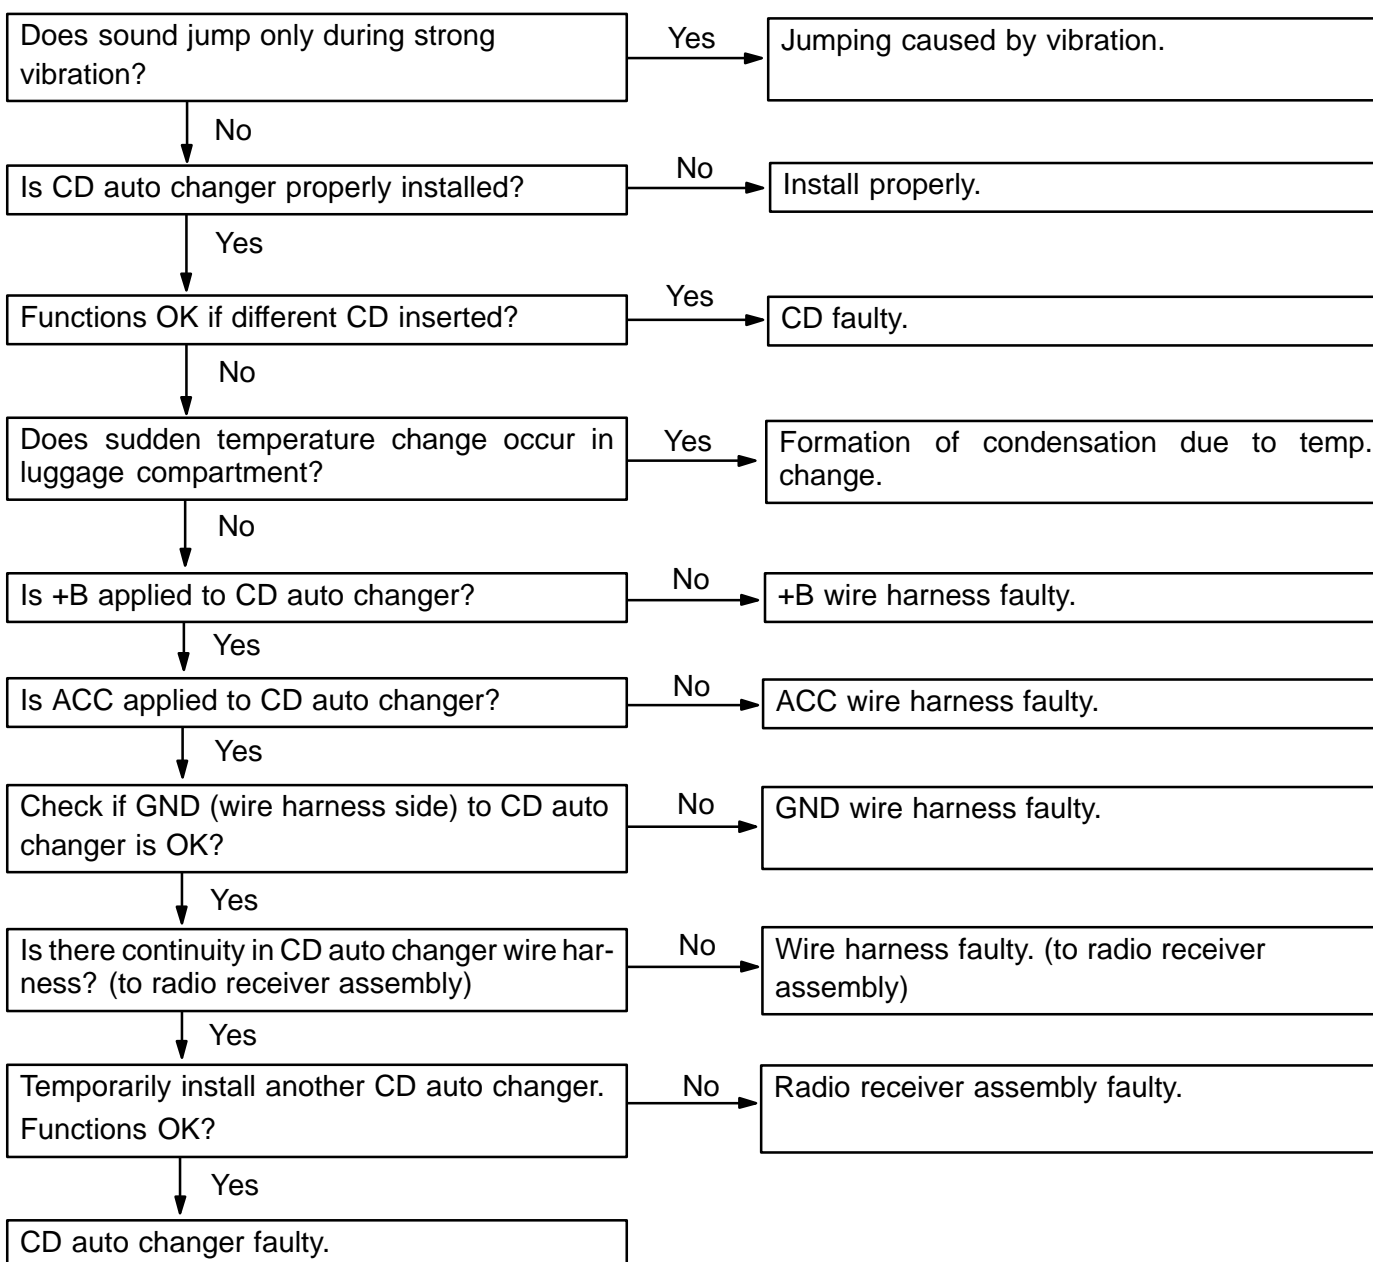 Does sound jump only during strong
vibration?
Yes
Jumping caused by vibration.
No
Is CD auto changer properly installed?
No
Install properly.
Yes
Functions OK if different CD inserted?
Yes
CD faulty.
No
Does sudden temperature change occur in
luggage compartment?
Yes
Formation of condensation due to temp.
change.
No
Is +B applied to CD auto changer?
No
+B wire harness faulty.
Yes
Is ACC applied to CD auto changer?
No
ACC wire harness faulty.
Yes
Check if GND (wire harness side) to CD auto
changer is OK?
No
GND wire harness faulty.
Yes
Is there continuity in CD auto changer wire har-
ness? (to radio receiver assembly)
No
Wire harness faulty. (to radio receiver
assembly)
Yes
Temporarily install another CD auto changer.
Functions OK?
No
Radio receiver assembly faulty.
Yes
CD auto changer faulty.